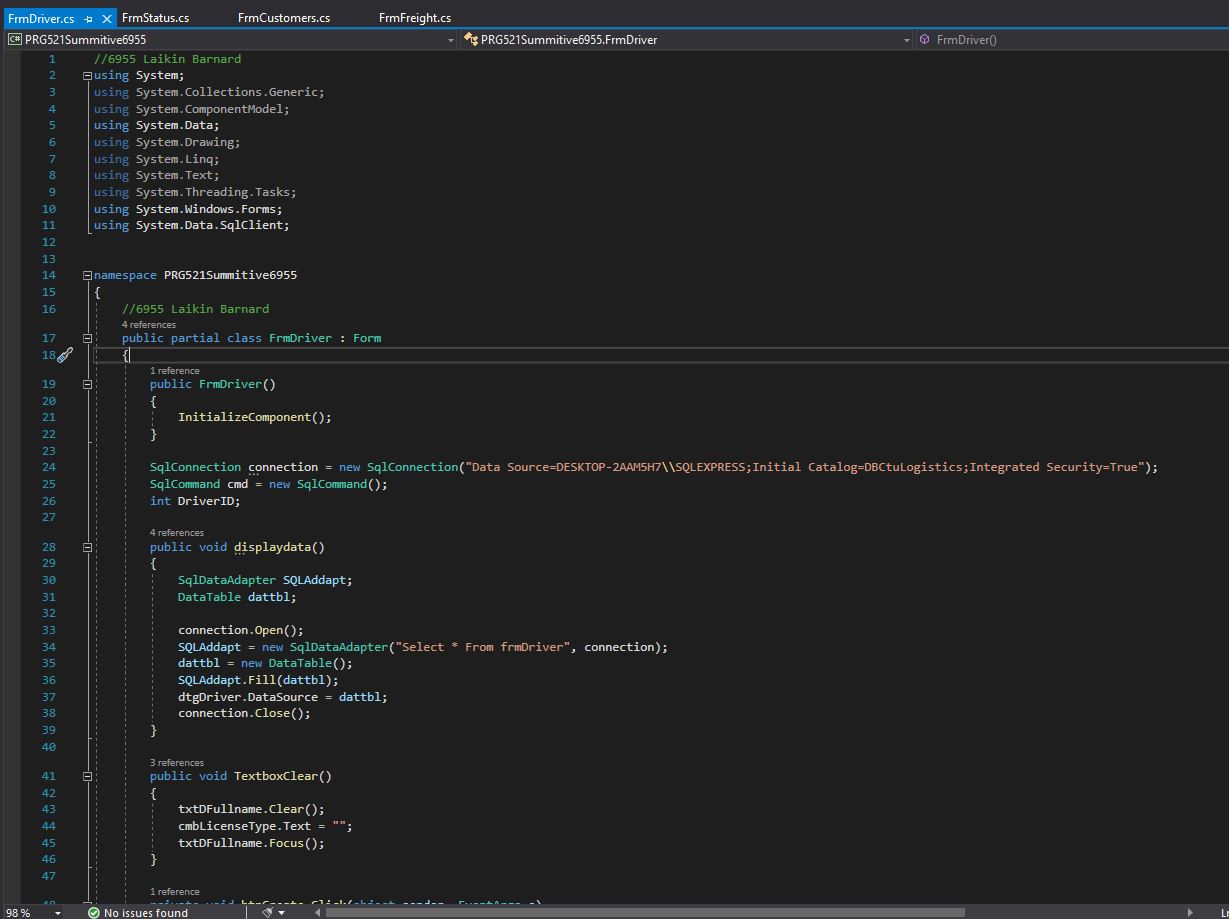 FrmDriver.cs FrmStatus.cs FrmCustomers.cs FrmFreight.cs
C# PRG521Summitive6955 PRG521Summitive6955.FrmDriver FrmDriver()
1 //6955 Laikin Barnard
2 using System;
3 using System.Collections.Generic;
4 using System.ComponentModel;
5 using System.Data;
6 using System.Drawing;
7 using System.Linq;
8 using System.Text;
9 using System.Threading.Tasks;
10 using System.Windows.Forms;
11 using System.Data.SqlClient;
12
13
14 namespace PRG521Summitive6955
15 {
16 //6955 Laikin Barnard
4 references
17 public partial class FrmDriver : Form
18 {
1 reference
19 public FrmDriver()
20 {
21 InitializeComponent();
22 }
23
24 SqlConnection connection = new SqlConnection("Data Source=DESKTOP-2AAM5H7\\SQLEXPRESS;Initial Catalog=DBCtuLogistics;Integrated Security=True");
25 SqlCommand cmd = new SqlCommand();
26 int DriverID;
27
4 references
28 public void displaydata()
29 {
30 SqlDataAdapter SQLAddapt;
31 DataTable dattbl;
32
33 connection.Open();
34 SQLAddapt = new SqlDataAdapter("Select * From frmDriver", connection);
35 dattbl = new DataTable();
36 SQLAddapt.Fill(dattbl);
37 dtgDriver.DataSource = dattbl;
38 connection.Close();
39 }
40
3 references
41 public void TextboxClear()
42 {
43 txtDFullname.Clear();
44 cmbLicenseType.Text = "";
45 txtDFullname.Focus();
46 }
47
1 reference
48 private void btnCreate_Click(object sender, EventArgs e)
98 % No issues found